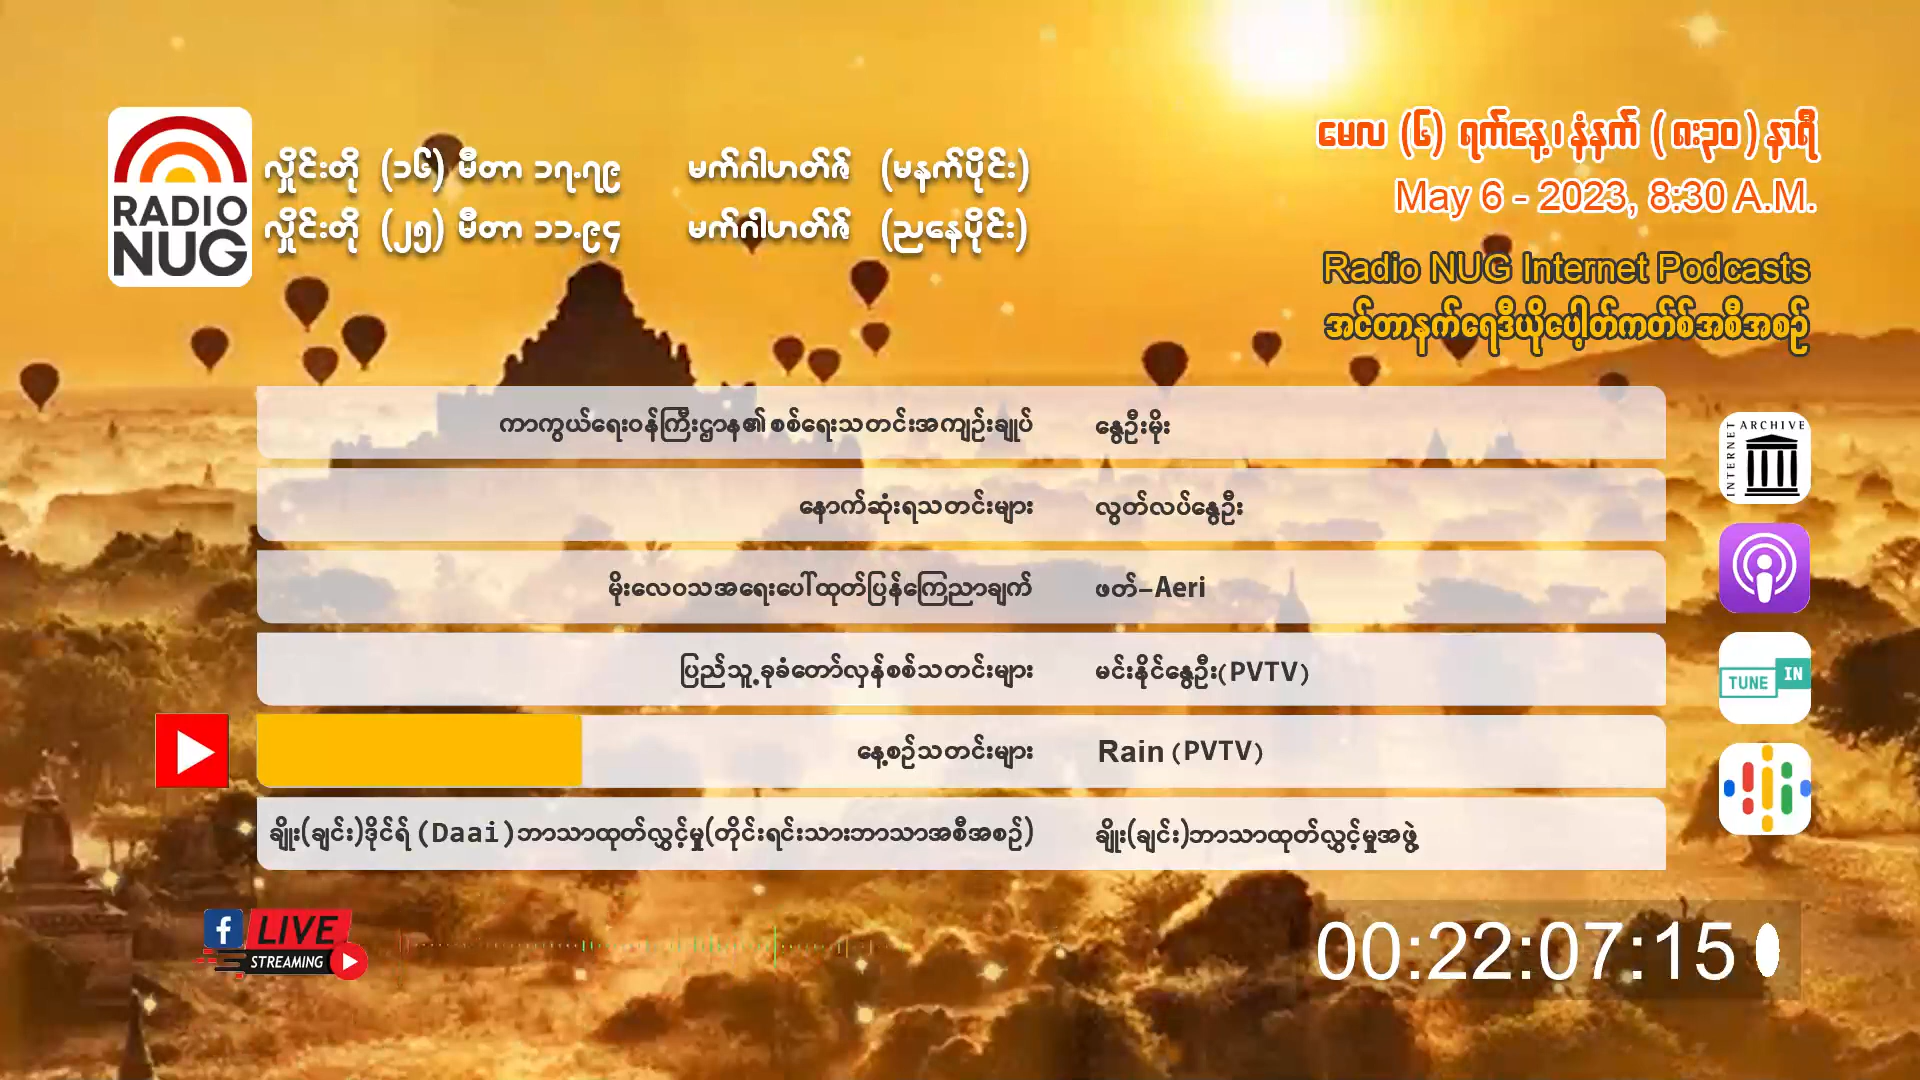 RADIO
NUG
လှိုင်းတို (၁၆) မီတာ ၁၇.၇၉ မက်ဂါဟတ်ဇ် (မနက်ပိုင်း)
လှိုင်းတို (၂၅) မီတာ ၁၁.၉၄ မက်ဂါဟတ်ဇ် (ညနေပိုင်း)
မေလ (၆) ရက်နေ့၊ နံနက် (၈:၃၀) နာရီ
May 6 - 2023, 8:30 A.M.
Radio NUG Internet Podcasts
အင်တာနက်ရေဒီယိုပေါ့တ်ကတ်စ်အစီအစဉ်
ကာကွယ်ရေးဝန်ကြီးဌာန၏စစ်ရေးသတင်းအကျဉ်းချုပ် နွေဦးမိုး
နောက်ဆုံးရသတင်းများ လွတ်လပ်နွေဦး
မိုးလေဝသအရေးပေါ်ထုတ်ပြန်ကြေညာချက် ဖတ်-Aeri
ပြည်သူ့ခုခံတော်လှန်စစ်သတင်းများ မင်းနိုင်နွေဦး(PVTV)
နေ့စဉ်သတင်းများ Rain (PVTV)
ချိုး(ချင်း)ဒိုင်ရ်(Daai)ဘာသာထုတ်လွှင့်မှု(တိုင်းရင်းသားဘာသာအစီအစဉ်) ချိုး(ချင်း)ဘာသာထုတ်လွှင့်မှုအဖွဲ့
INTERNET ARCHIVE
TUNE IN
f LIVE
STREAMING
00:22:07:15